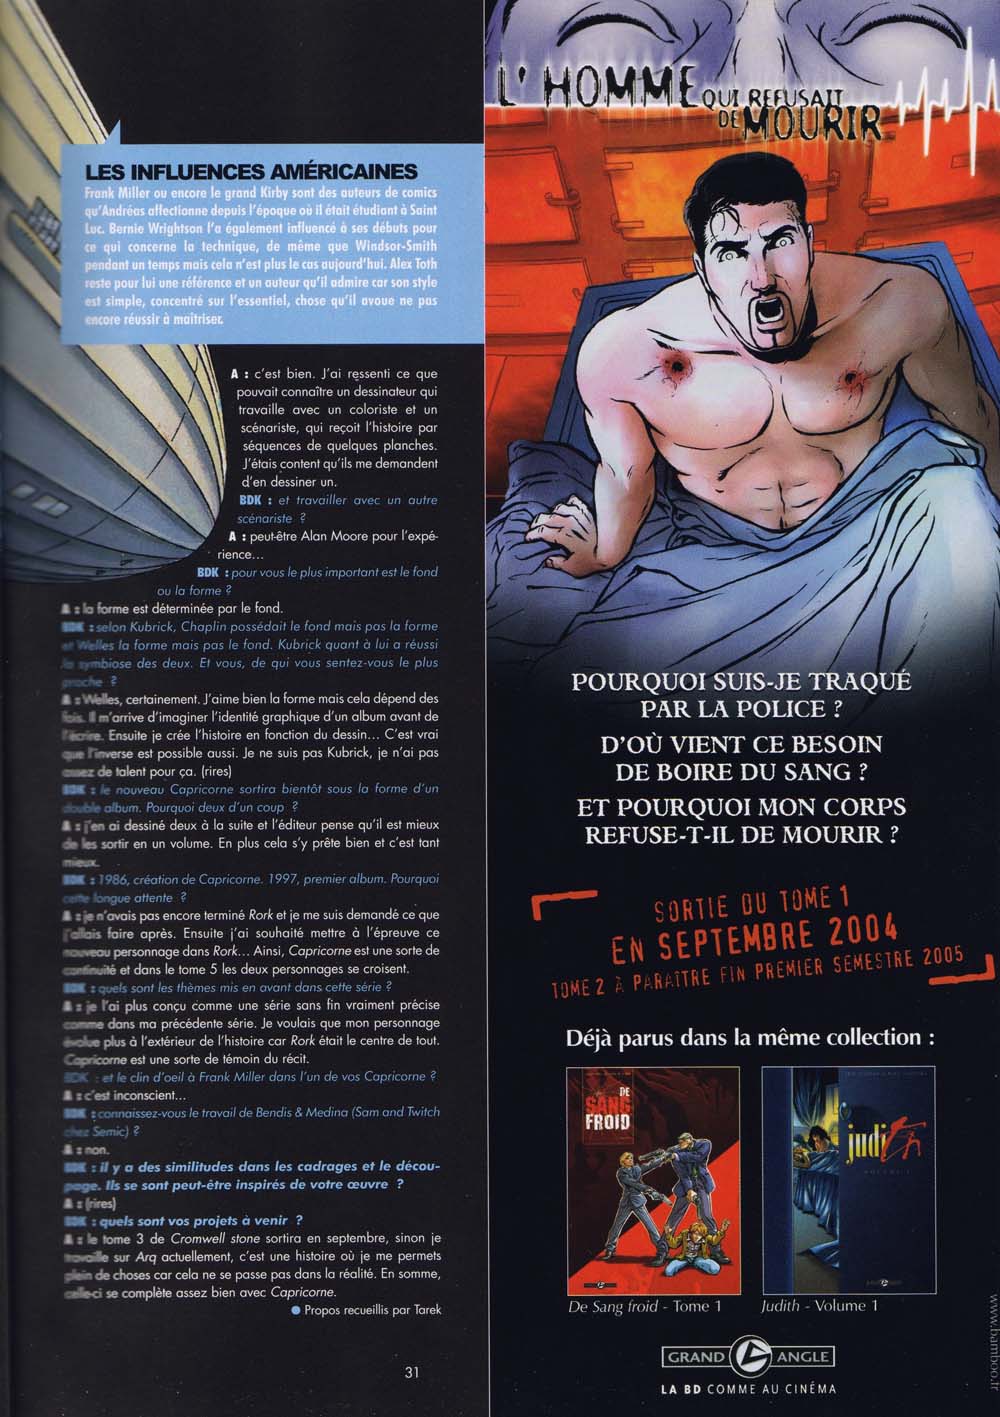 LES INFLUENCES AMÉRICAINES
Frank Miller ou encore le grand Kirby sont des auteurs de comics
qu'Andréas affectionne depuis l'époque où il était étudiant à Saint
Luc. Bernie Wrightson l'a également influencé à ses débuts pour
ce qui concerne la technique, de même que Windsor-Smith
pendant un temps mais cela n'est plus le cas aujourd'hui. Alex Toth
reste pour lui une référence et un auteur qu'il admire car son style
est simple, concentré sur l'essentiel, chose qu'il avoue ne pas
encore réussir à maîtriser.
A : c'est bien. J'ai ressenti ce que
pouvait connaître un dessinateur qui
travaille avec un coloriste et un
scénariste, qui reçoit l'histoire par
séquences de quelques planches.
J'étais content qu'ils me demandent
d'en dessiner un.
BDK : et travailler avec un autre
scénariste ?
A : peut-être Alan Moore pour l'expé-
rience...
BDK : pour vous le plus important est le fond
ou la forme ?
A : la forme est déterminée par le fond.
BDK : selon Kubrick, Chaplin possédait le fond mais pas la forme
et Welles la forme mais pas le fond. Kubrick quant à lui a réussi
la symbiose des deux. Et vous, de qui vous sentez-vous le plus
proche ?
A : Welles, certainement. J'aime bien la forme mais cela dépend des
fois. Il m'arrive d'imaginer l'identité graphique d'un album avant de
l'écrire. Ensuite je crée l'histoire en fonction du dessin... C'est vrai
que l'inverse est possible aussi. Je ne suis pas Kubrick, je n'ai pas
assez de talent pour ça. (rires)
BDK : le nouveau Capricorne sortira bientôt sous la forme d'un
double album. Pourquoi deux d'un coup ?
A : j'en ai dessiné deux à la suite et l'éditeur pense qu'il est mieux
de les sortir en un volume. En plus cela s'y prête bien et c'est tant
mieux.
BDK : 1986, création de Capricorne. 1997, premier album. Pourquoi
cette longue attente ?
A : je n'avais pas encore terminé Rork et je me suis demandé ce que
j'allais faire après. Ensuite j'ai souhaité mettre à l'épreuve ce
nouveau personnage dans Rork... Ainsi, Capricorne est une sorte de
continuité et dans le tome 5 les deux personnages se croisent.
BDK : quels sont les thèmes mis en avant dans cette série ?
A : je l'ai plus conçu comme une série sans fin vraiment précise
comme dans ma précédente série. Je voulais que mon personnage
évolue plus à l'extérieur de l'histoire car Rork était le centre de tout.
Capricorne est une sorte de témoin du récit.
BDK : et le clin d'oeil à Frank Miller dans l'un de vos Capricorne ?
A : c'est inconscient...
BDK : connaissez-vous le travail de Bendis & Medina (Sam and Twitch
chez Semic) ?
A : non.
BDK : il y a des similitudes dans les cadrages et le décou-
page. Ils se sont peut-être inspirés de votre œuvre ?
A : (rires)
BDK : quels sont vos projets à venir ?
A : le tome 3 de Cromwell stone sortira en septembre, sinon je
travaille sur Arq actuellement, c'est une histoire où je me permets
plein de choses car cela ne se passe pas dans la réalité. En somme,
celle-ci se complète assez bien avec Capricorne.
● Propos recueillis par Tarek
31
L'HOMME QUI REFUSAIT
DE MOURIR
POURQUOI SUIS-JE TRAQUÉ
PAR LA POLICE ?
D'OÙ VIENT CE BESOIN
DE BOIRE DU SANG ?
ET POURQUOI MON CORPS
REFUSE-T-IL DE MOURIR ?
SORTIE DU TOME 1
EN SEPTEMBRE 2004
TOME 2 À PARAÎTRE FIN PREMIER SEMESTRE 2005
Déjà parus dans la même collection :
DE
SANG
FROID
judith
VOLUME 1
De Sang froid - Tome 1
Judith - Volume 1
GRAND ANGLE
LA BD COMME AU CINÉMA
www.bamboo.fr